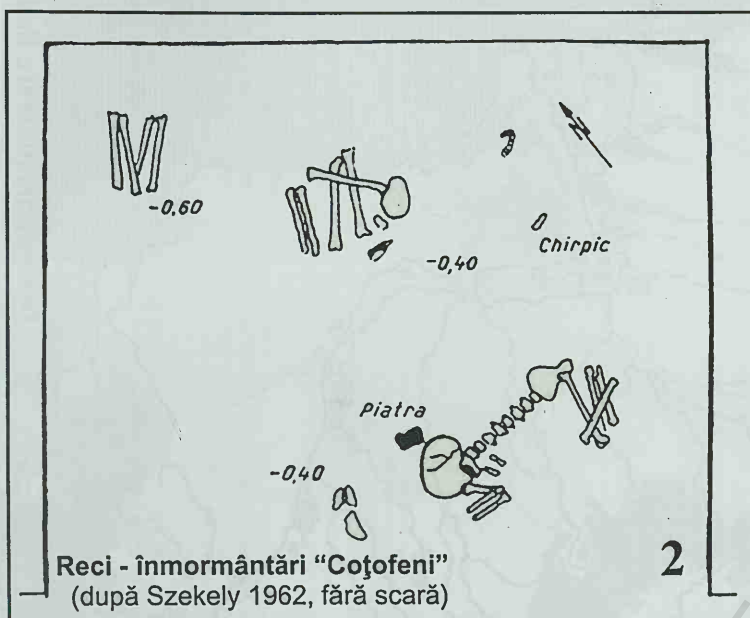 N
-0,60
-0,40
Chirpic
Piatra
-0,40
Reci - înmormântări “Coţofeni”
(după Szekely 1962, fără scară)
2